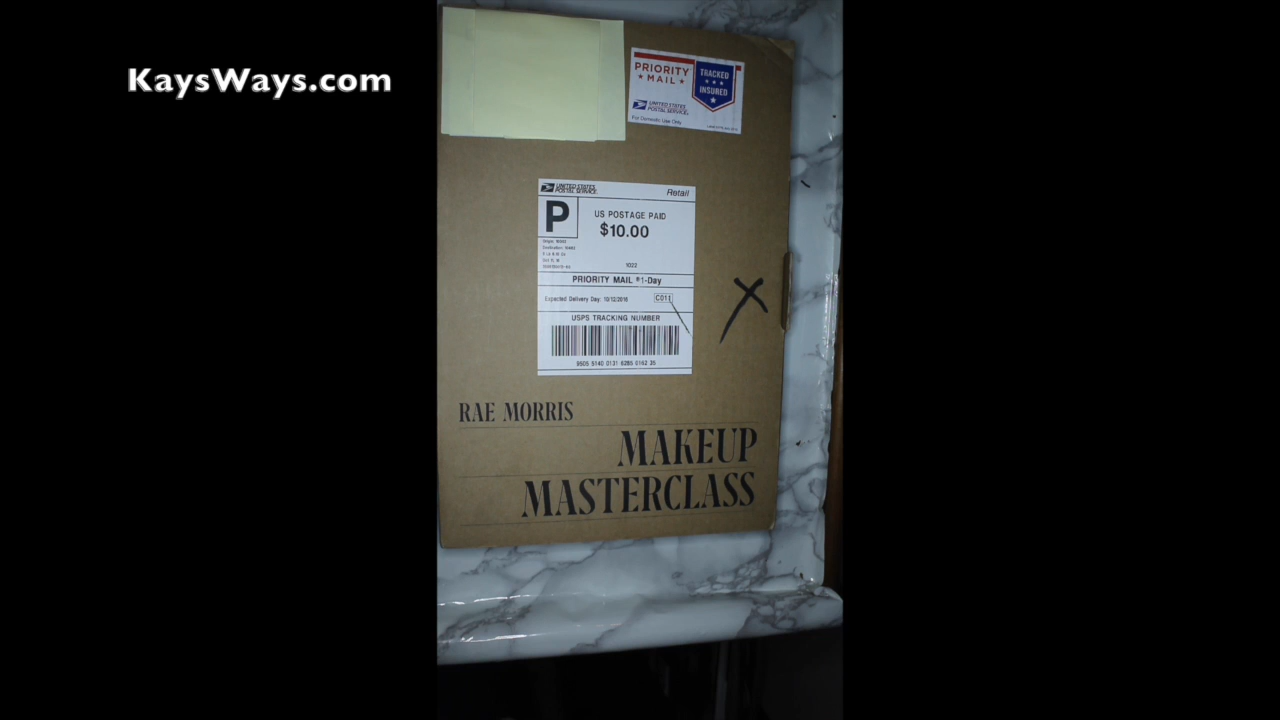 KaysWays.com
PRIORITY
★ MAIL ★
TRACKED
★ ★ ★
INSURED
★
UNITED STATES
POSTAL SERVICE®
For Domestic Use Only
UNITED STATES
POSTAL SERVICE®
Retail
P
US POSTAGE PAID
$10.00
1022
PRIORITY MAIL ®1-Day
Expected Delivery Day: 10/12/2016
C011
USPS TRACKING NUMBER
9505 5140 0131 6285 6162 35
X
RAE MORRIS
MAKEUP
MASTERCLASS